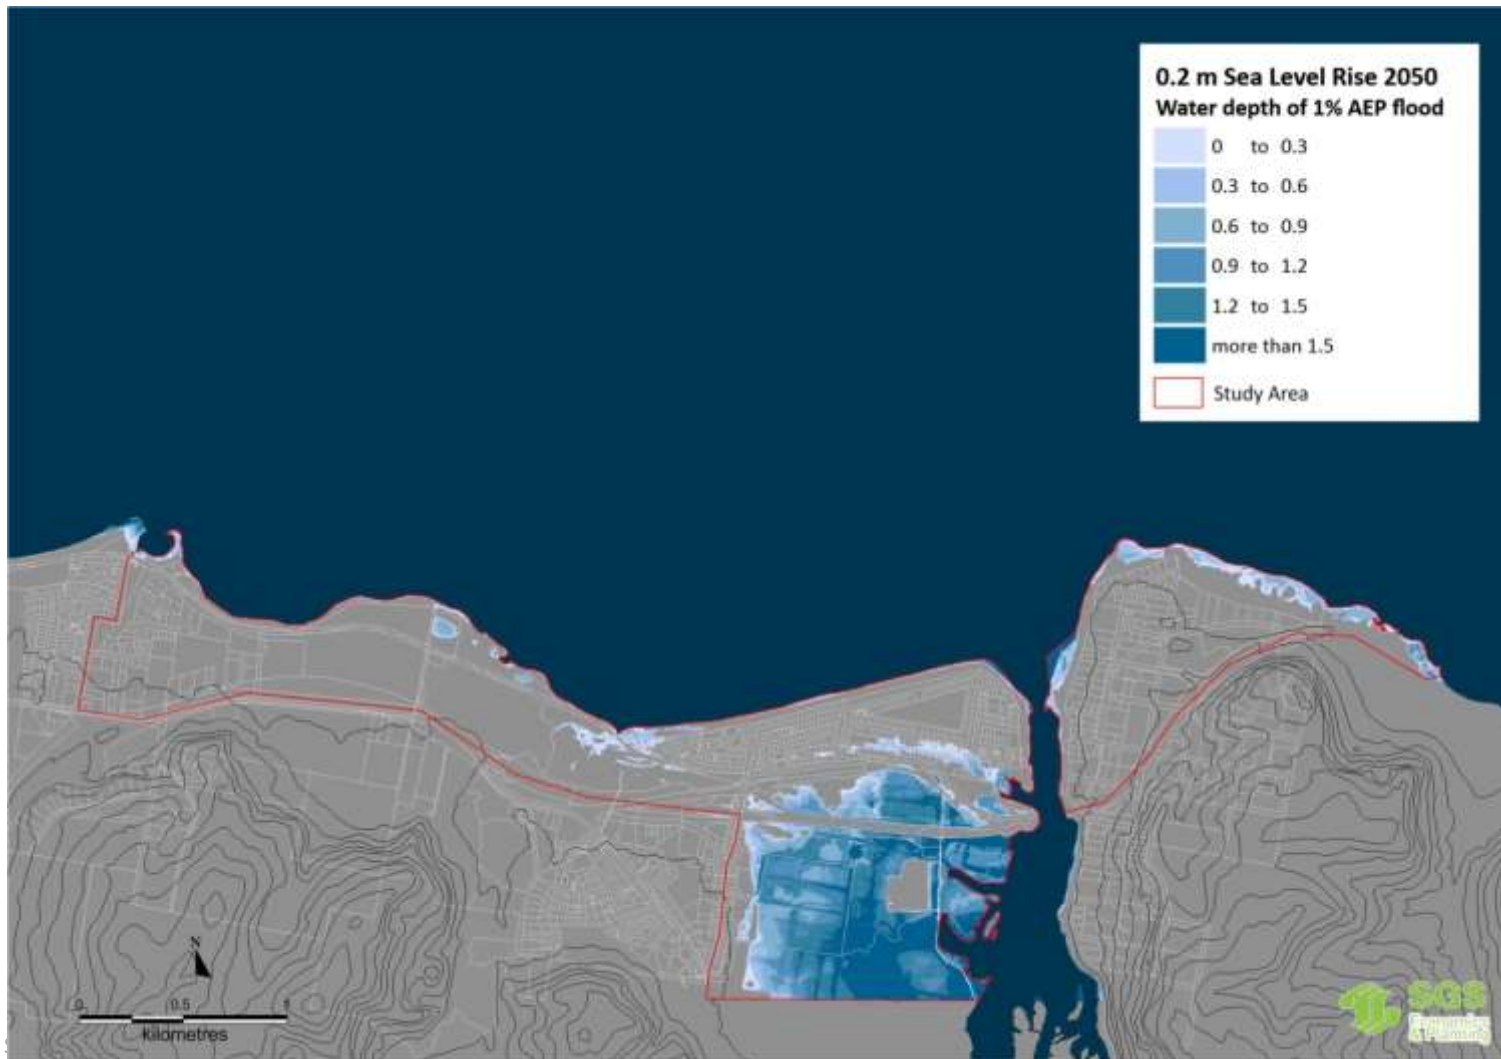 0.2 m Sea Level Rise 2050
Water depth of 1% AEP flood
0 to 0.3
0.3 to 0.6
0.6 to 0.9
0.9 to 1.2
1.2 to 1.5
more than 1.5
Study Area
N
0 0.5 1
Kilometres
SGS
Economics
& Planning